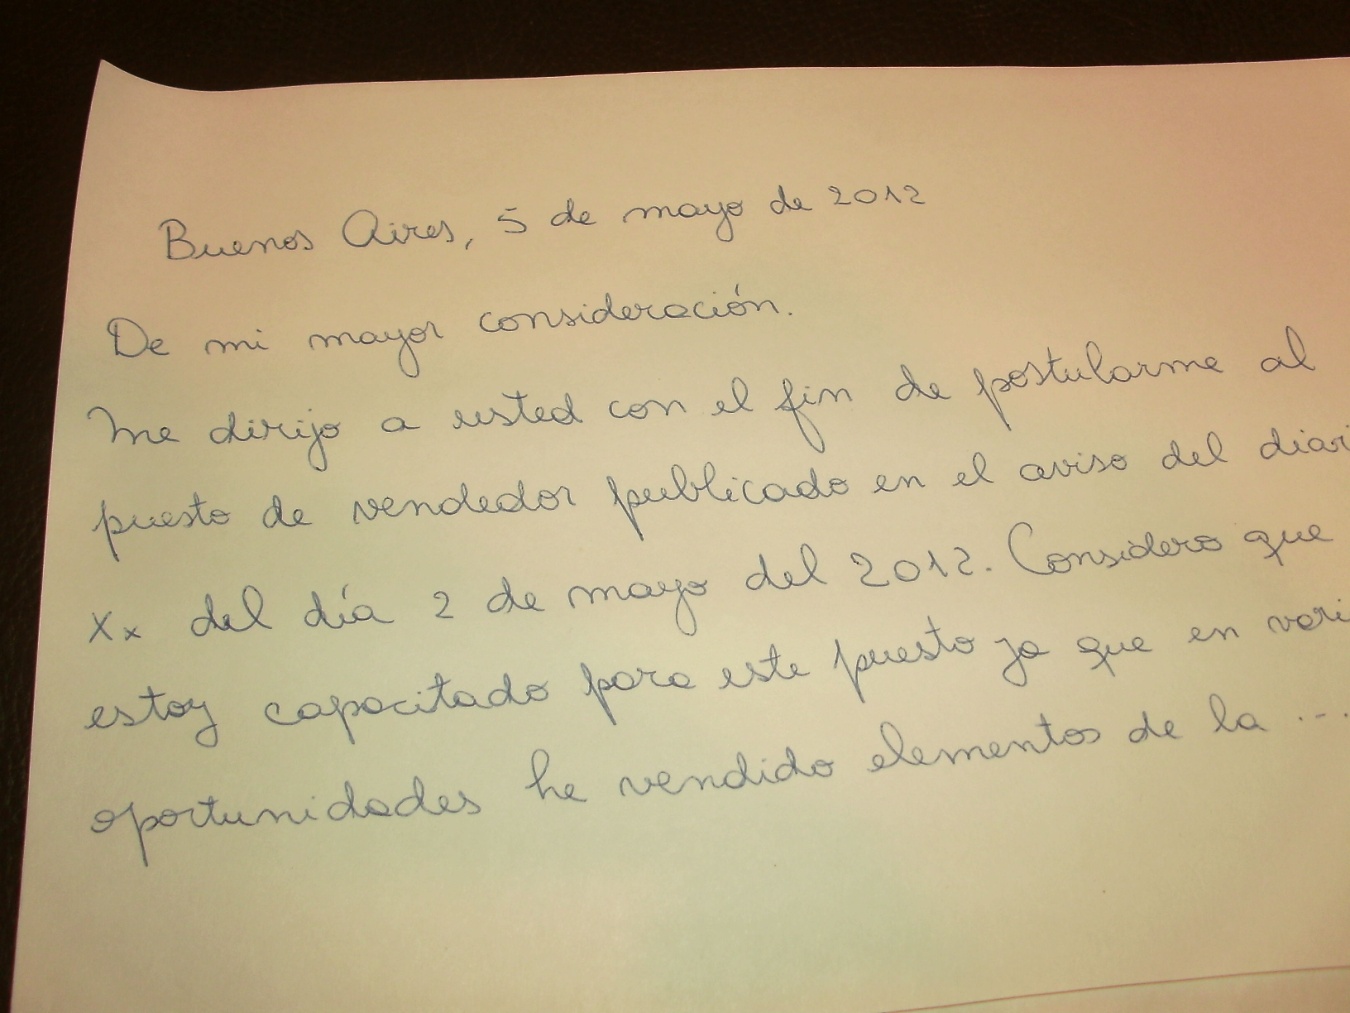 Buenos Aires, 5 de mayo de 2012
De mi mayor consideración.
Me dirijo a usted con el fin de postularme al
puesto de vendedor publicado en el aviso del diari
Xx del día 2 de mayo del 2012. Considero que
estoy capacitado para este puesto ya que en vari
oportunidades he vendido elementos de la ...